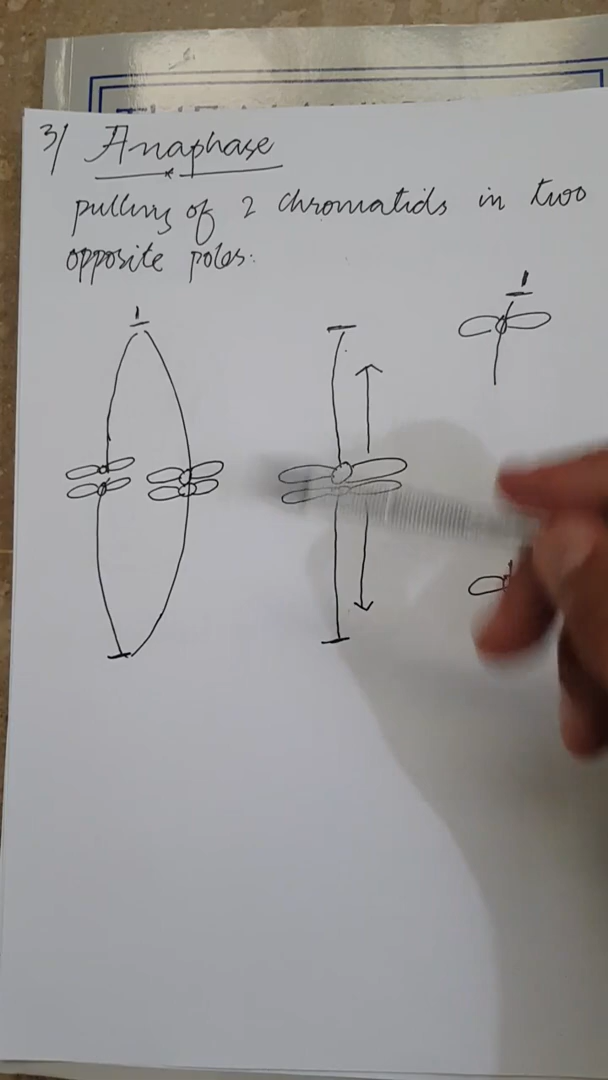 3) Anaphase
pulling of 2 chromatids in two
opposite poles.